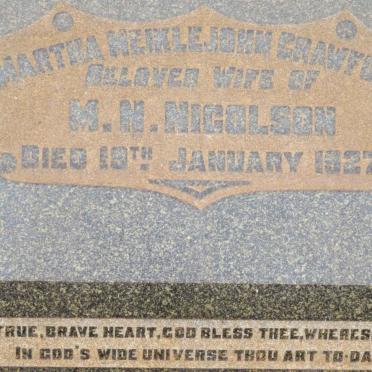 MARTHA MEIKLEJOHN CRAWFO
BELOVED WIFE OF
M. N. NICOLSON
DIED 19TH JANUARY 1927
TRUE, BRAVE HEART, GOD BLESS THEE, WHERES
IN GOD'S WIDE UNIVERSE THOU ART TO-DA